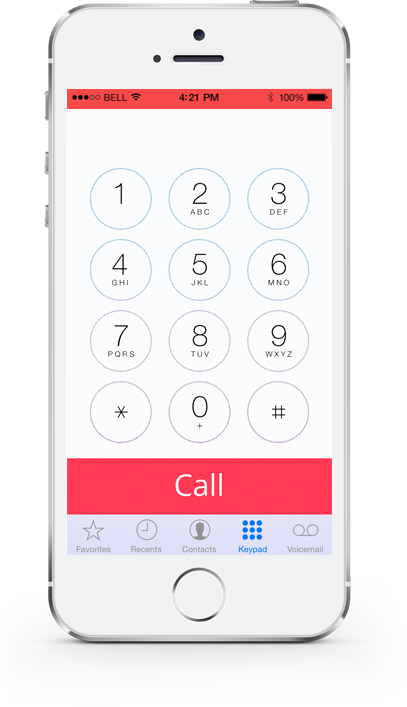 BELL 4:21 PM 100%
1 2 3
ABC DEF
4 5 6
GHI JKL MNO
7 8 9
PQRS TUV WXYZ
* 0 #
+
Call
Favorites Recents Contacts Keypad Voicemail